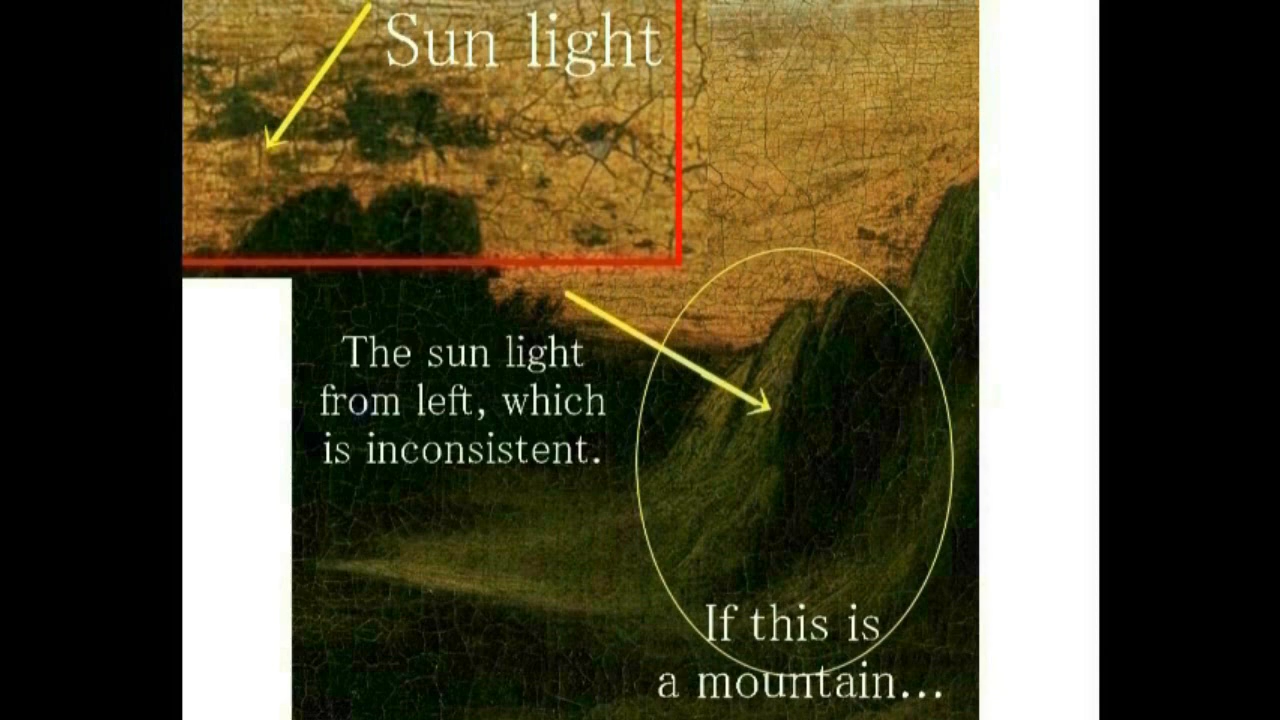 Sun light
The sun light
from left, which
is inconsistent.
If this is
a mountain...